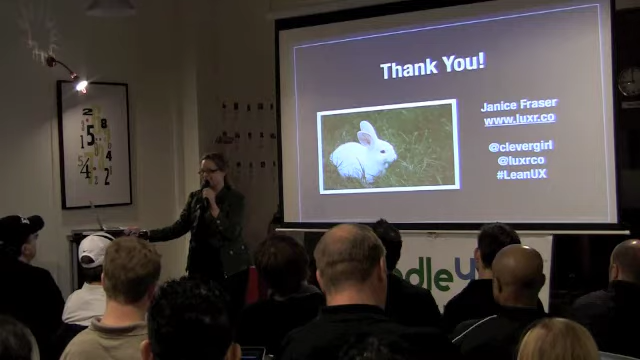 Thank You!
Janice Fraser
www.luxr.co
@clevergirl
@luxrco
#LeanUX